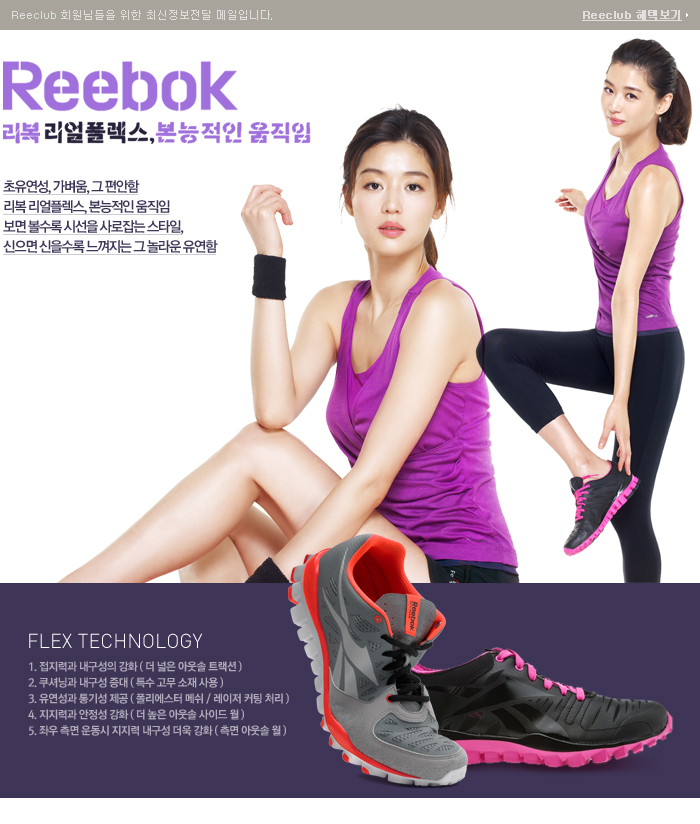 Reeclub 회원님들을 위한 최신정보전달 메일입니다.
Reeclub 혜택보기
Reebok
리복 리얼플렉스, 본능적인 움직임
초유연성, 가벼움, 그 편안함
리복 리얼플렉스, 본능적인 움직임
보면 볼수록 시선을 사로잡는 스타일,
신으면 신을수록 느껴지는 그 놀라운 유연함
FLEX TECHNOLOGY
1. 접지력과 내구성의 강화 ( 더 넓은 아웃솔 트랙션 )
2. 쿠셔닝과 내구성 증대 ( 특수 고무 소재 사용 )
3. 유연성과 통기성 제공 ( 폴리에스터 메쉬 / 레이저 커팅 처리 )
4. 지지력과 안정성 강화 ( 더 높은 아웃솔 사이드 월 )
5. 좌우 측면 운동시 지지력 내구성 더욱 강화 ( 측면 아웃솔 월 )
Reebok